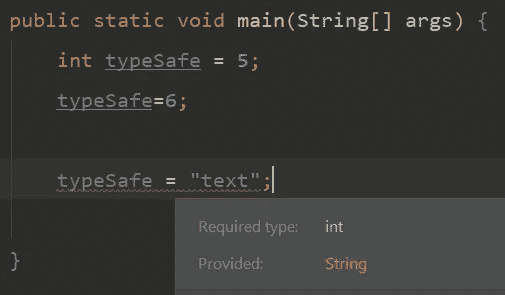 public static void main(String[] args) {
int typeSafe = 5;
typeSafe=6;
typeSafe = "text";
Required type: int
Provided: String
}